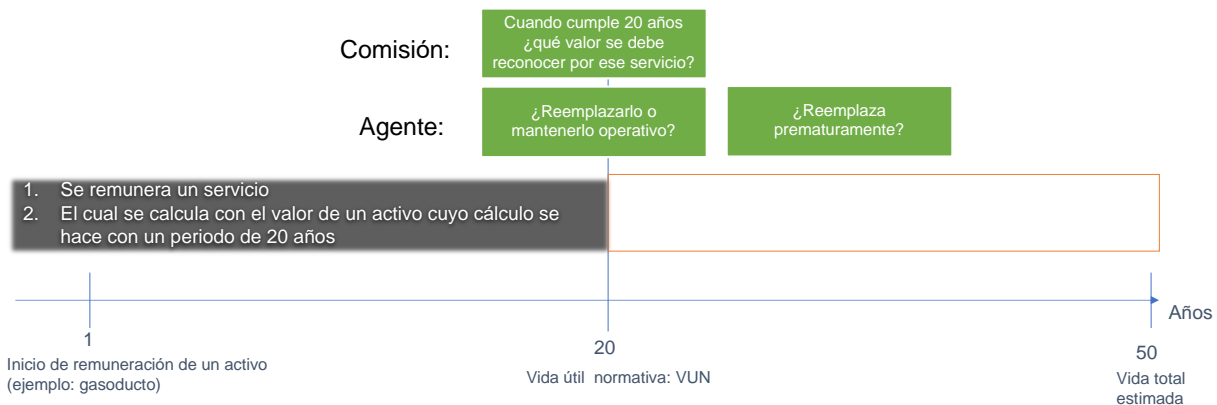 Comisión:
Cuando cumple 20 años
¿qué valor se debe
reconocer por ese servicio?
Agente:
¿Reemplazarlo o
mantenerlo operativo?
¿Reemplaza
prematuramente?
1. Se remunera un servicio
2. El cual se calcula con el valor de un activo cuyo cálculo se
hace con un periodo de 20 años
Años
1
Inicio de remuneración de un activo
(ejemplo: gasoducto)
20
Vida útil normativa: VUN
50
Vida total
estimada